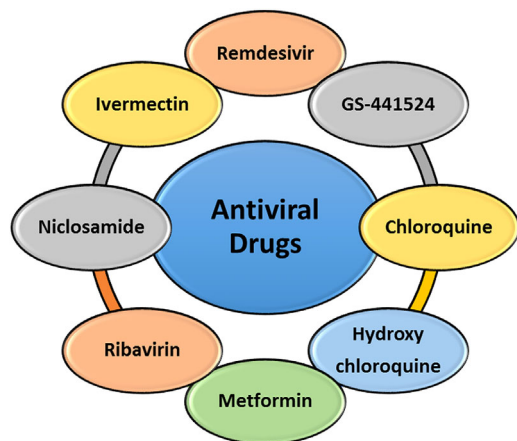 Remdesivir
Ivermectin
GS-441524
Antiviral
Drugs
Niclosamide
Chloroquine
Hydroxy
chloroquine
Ribavirin
Metformin